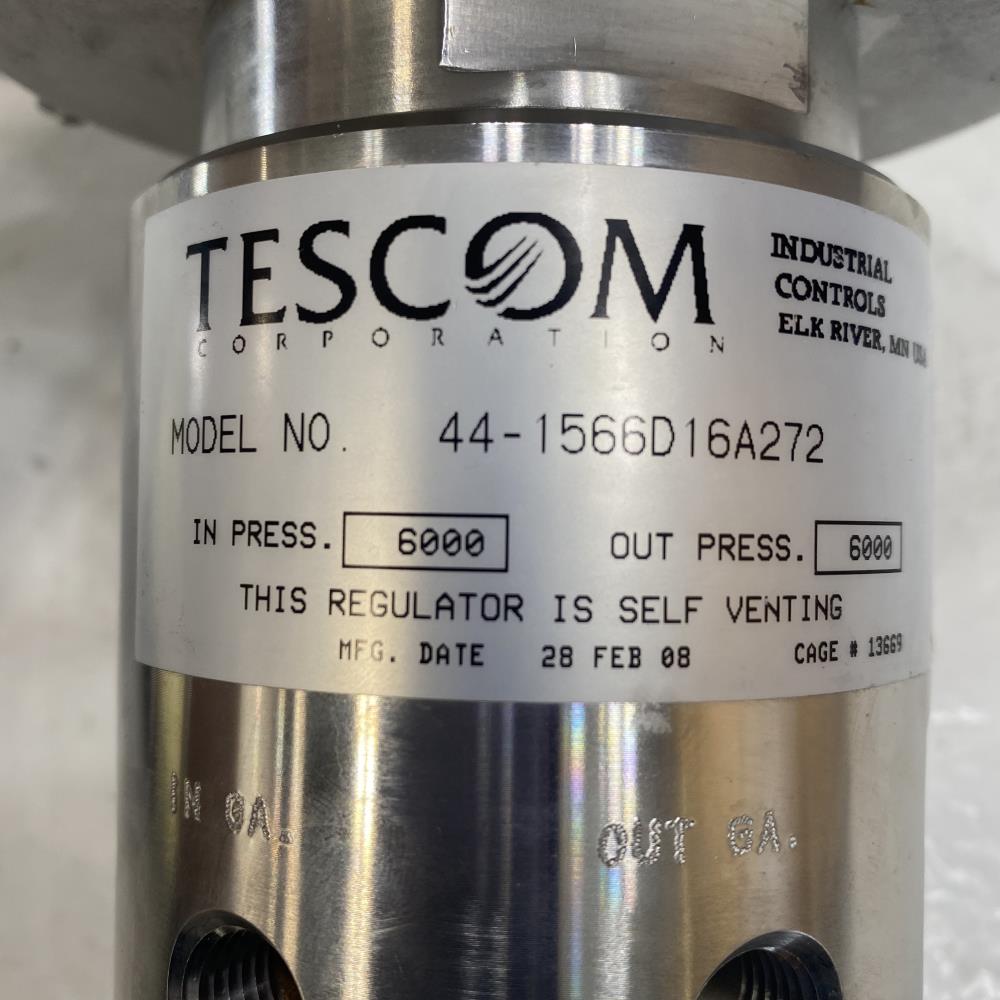 TESCOM
CORPORATION
INDUSTRIAL
CONTROLS
ELK RIVER, MN USA
MODEL NO. 44-1566D16A272
IN PRESS. 6000 OUT PRESS. 6000
THIS REGULATOR IS SELF VENTING
MFG. DATE 28 FEB 08 CAGE # 13669
IN GA. OUT GA.